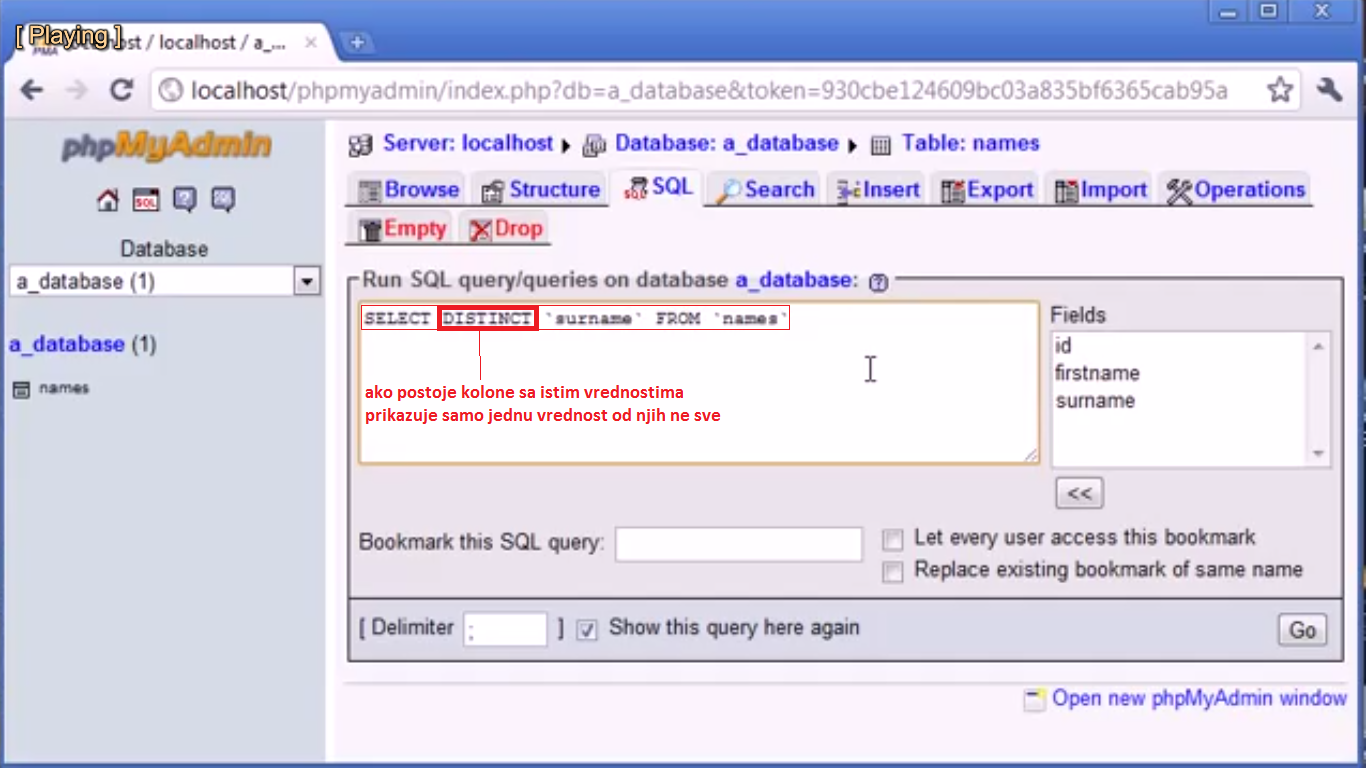 [ Playing ]
host / localhost / a_...
localhost/phpmyadmin/index.php?db=a_database&token=930cbe124609bc03a835bf6365cab95a
phpMyAdmin
Server: localhost Database: a_database Table: names
Browse Structure SQL Search Insert Export Import Operations
SQL
Empty Drop
Database
a_database (1)
a_database (1)
names
Run SQL query/queries on database a_database:
SELECT DISTINCT `surname` FROM `names`
ako postoje kolone sa istim vrednostima
prikazuje samo jednu vrednost od njih ne sve
Fields
id
firstname
surname
<<
Bookmark this SQL query:
Let every user access this bookmark
Replace existing bookmark of same name
[ Delimiter ; ] Show this query here again
Go
Open new phpMyAdmin window